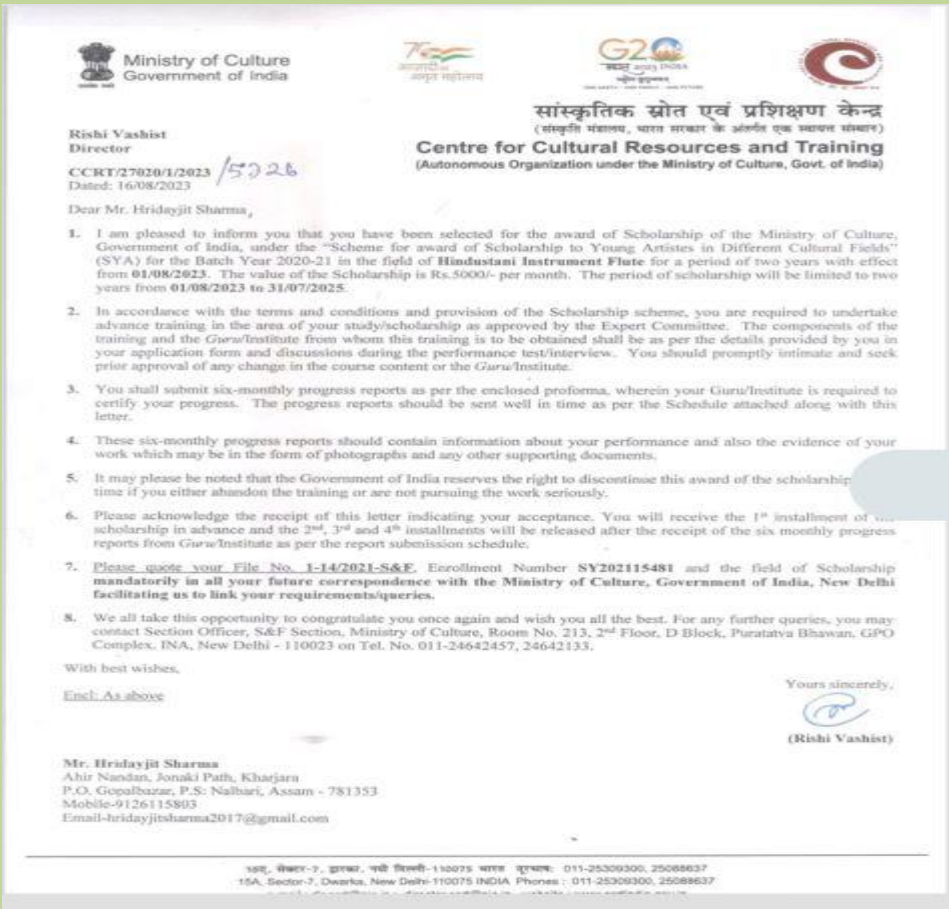 Ministry of Culture
Government of India
आज़ादी का
अमृत महोत्सव
G20
भारत 2023 INDIA
सांस्कृतिक स्रोत एवं प्रशिक्षण केन्द्र
(संस्कृति मंत्रालय, भारत सरकार के अंतर्गत एक स्वायत्त संस्थान)
Centre for Cultural Resources and Training
(Autonomous Organization under the Ministry of Culture, Govt. of India)
Rishi Vashist
Director
CCRT/27020/1/2023 /5226
Dated: 16/08/2023
Dear Mr. Hridayjit Sharma,
1. I am pleased to inform you that you have been selected for the award of Scholarship of the Ministry of Culture,
Government of India, under the "Scheme for award of Scholarship to Young Artistes in Different Cultural Fields"
(SYA) for the Batch Year 2020-21 in the field of Hindustani Instrument Flute for a period of two years with effect
from 01/08/2023. The value of the Scholarship is Rs.5000/- per month. The period of scholarship will be limited to two
years from 01/08/2023 to 31/07/2025.
2. In accordance with the terms and conditions and provision of the Scholarship scheme, you are required to undertake
advance training in the area of your study/scholarship as approved by the Expert Committee. The components of the
training and the Guru/Institute from whom this training is to be obtained shall be as per the details provided by you in
your application form and discussions during the performance test/interview. You should promptly intimate and seek
prior approval of any change in the course content or the Guru/Institute.
3. You shall submit six-monthly progress reports as per the enclosed proforma, wherein your Guru/Institute is required to
certify your progress. The progress reports should be sent well in time as per the Schedule attached along with this
letter.
4. These six-monthly progress reports should contain information about your performance and also the evidence of your
work which may be in the form of photographs and any other supporting documents.
5. It may please be noted that the Government of India reserves the right to discontinue this award of the scholarship
time if you either abandon the training or are not pursuing the work seriously.
6. Please acknowledge the receipt of this letter indicating your acceptance. You will receive the 1st installment of
scholarship in advance and the 2nd, 3rd and 4th installments will be released after the receipt of the six monthly progress
reports from Guru/Institute as per the report submission schedule.
7. Please quote your File No. 1-14/2021-S&F, Enrollment Number SY202115481 and the field of Scholarship
mandatorily in all your future correspondence with the Ministry of Culture, Government of India, New Delhi
facilitating us to link your requirements/queries.
8. We all take this opportunity to congratulate you once again and wish you all the best. For any further queries, you may
contact Section Officer, S&F Section, Ministry of Culture, Room No. 213, 2nd Floor, D Block, Puratatva Bhawan, GPO
Complex, INA, New Delhi - 110023 on Tel. No. 011-24642457, 24642133.
With best wishes,
Encl: As above
Yours sincerely,
(Rishi Vashist)
Mr. Hridayjit Sharma
Ahir Nandan, Jonaki Path, Kharjara
P.O. Gopalbazar, P.S: Nalbari, Assam - 781353
Mobile-9126115803
Email-hridayjitsharma2017@gmail.com
15ए, सेक्टर-7, द्वारका, नयी दिल्ली-110075 भारत दूरभाष: 011-25309300, 25088637
15A, Sector-7, Dwarka, New Delhi-110075 INDIA Phones : 011-25309300, 25088637